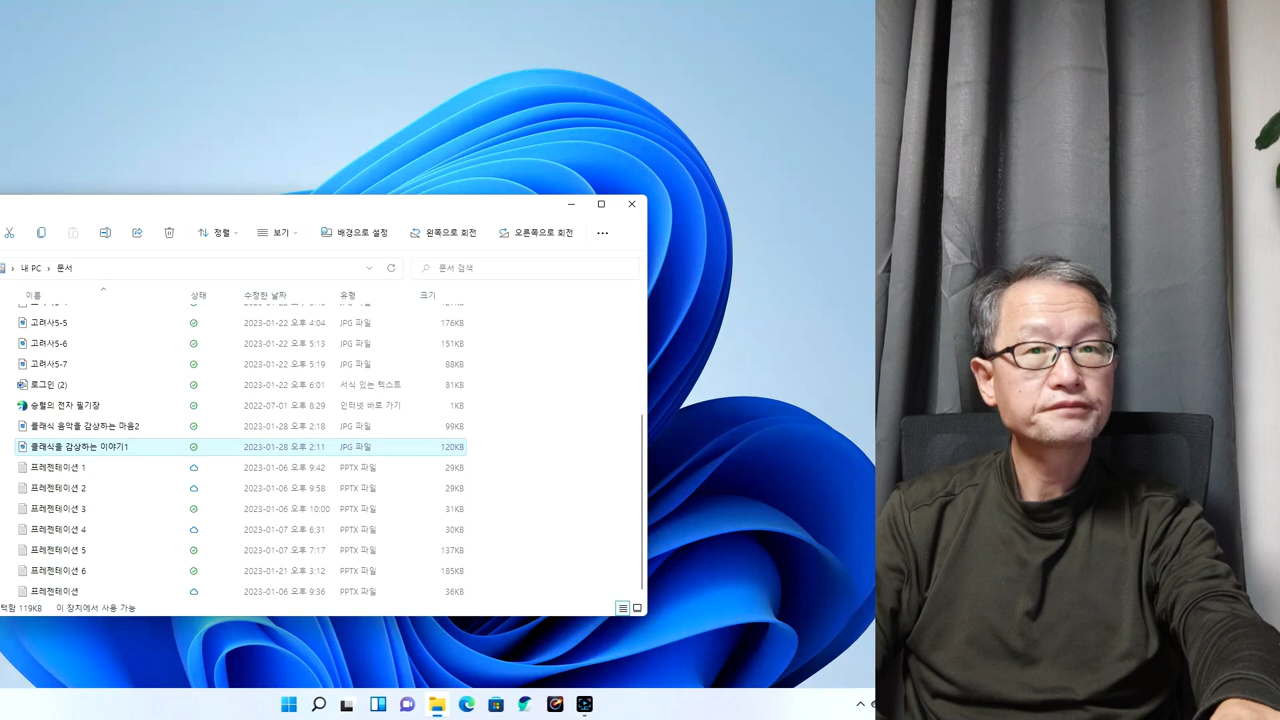 정렬 보기 배경으로 설정 왼쪽으로 회전 오른쪽으로 회전
내 PC > 문서 문서 검색
이름 상태 수정한 날짜 유형 크기
고려사5-5 2023-01-22 오후 4:04 JPG 파일 176KB
고려사5-6 2023-01-22 오후 5:13 JPG 파일 151KB
고려사5-7 2023-01-22 오후 5:19 JPG 파일 88KB
로그인 (2) 2023-01-22 오후 6:01 서식 있는 텍스트 81KB
승렬의 전자 필기장 2022-07-01 오후 8:29 인터넷 바로 가기 1KB
클래식 음악을 감상하는 마음2 2023-01-28 오후 2:18 JPG 파일 99KB
클래식을 감상하는 이야기1 2023-01-28 오후 2:11 JPG 파일 120KB
프레젠테이션 1 2023-01-06 오후 9:42 PPTX 파일 29KB
프레젠테이션 2 2023-01-06 오후 9:58 PPTX 파일 29KB
프레젠테이션 3 2023-01-06 오후 10:00 PPTX 파일 31KB
프레젠테이션 4 2023-01-07 오후 6:31 PPTX 파일 30KB
프레젠테이션 5 2023-01-07 오후 7:17 PPTX 파일 137KB
프레젠테이션 6 2023-01-21 오후 3:12 PPTX 파일 185KB
프레젠테이션 2023-01-06 오후 9:36 PPTX 파일 36KB
택함 119KB 이 장치에서 사용 가능